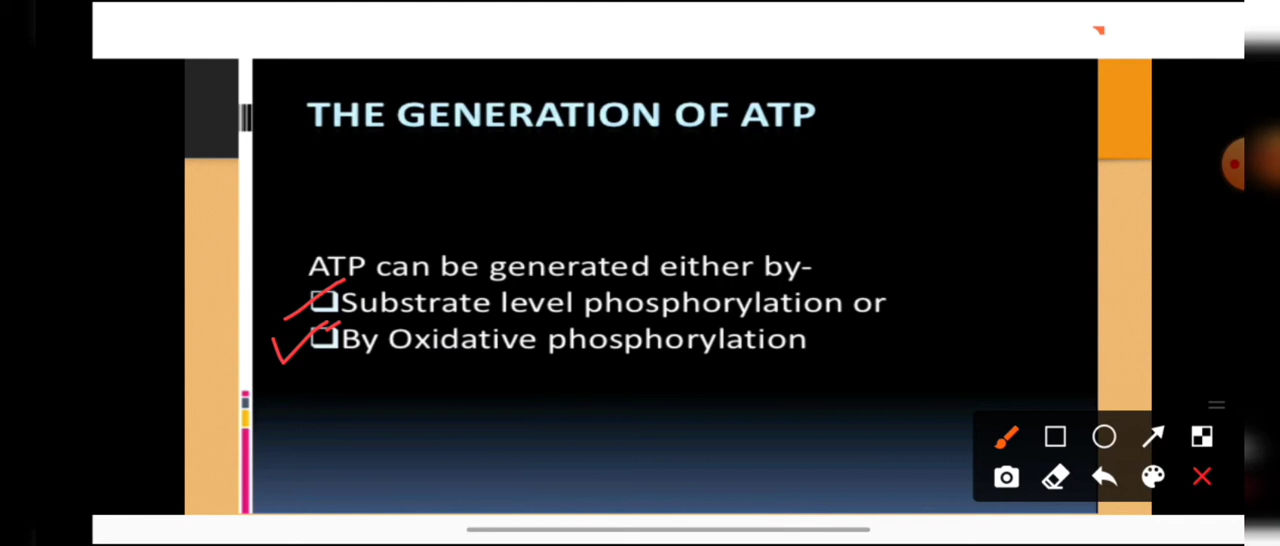 THE GENERATION OF ATP
ATP can be generated either by-
Substrate level phosphorylation or
By Oxidative phosphorylation